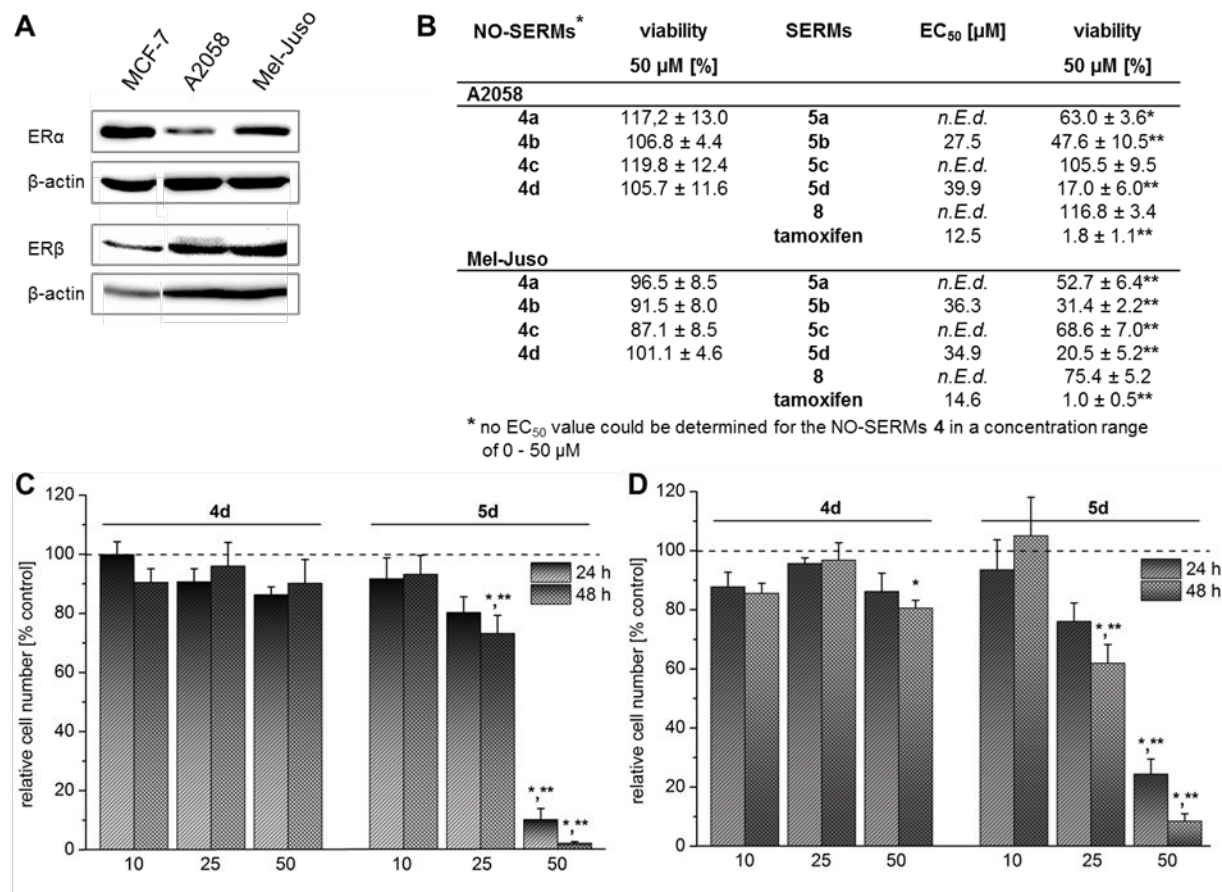 A
MCF-7
A2058
Mel-Juso
ERα
β-actin
ERβ
β-actin
B
NO-SERMs* viability SERMs EC50 [µM] viability
50 µM [%] 50 µM [%]
A2058
4a 117,2 ± 13.0 5a n.E.d. 63.0 ± 3.6*
4b 106.8 ± 4.4 5b 27.5 47.6 ± 10.5**
4c 119.8 ± 12.4 5c n.E.d. 105.5 ± 9.5
4d 105.7 ± 11.6 5d 39.9 17.0 ± 6.0**
8 n.E.d. 116.8 ± 3.4
tamoxifen 12.5 1.8 ± 1.1**
Mel-Juso
4a 96.5 ± 8.5 5a n.E.d. 52.7 ± 6.4**
4b 91.5 ± 8.0 5b 36.3 31.4 ± 2.2**
4c 87.1 ± 8.5 5c n.E.d. 68.6 ± 7.0**
4d 101.1 ± 4.6 5d 34.9 20.5 ± 5.2**
8 n.E.d. 75.4 ± 5.2
tamoxifen 14.6 1.0 ± 0.5**
* no EC50 value could be determined for the NO-SERMs 4 in a concentration range
of 0 - 50 µM
C
relative cell number [% control]
120
100
80
60
40
20
0
4d
5d
24 h
48 h
*,**
*,**
*,**
10 25 50 10 25 50
D
relative cell number [% control]
120
100
80
60
40
20
0
4d
5d
24 h
48 h
*
*,**
*,**
*,**
10 25 50 10 25 50